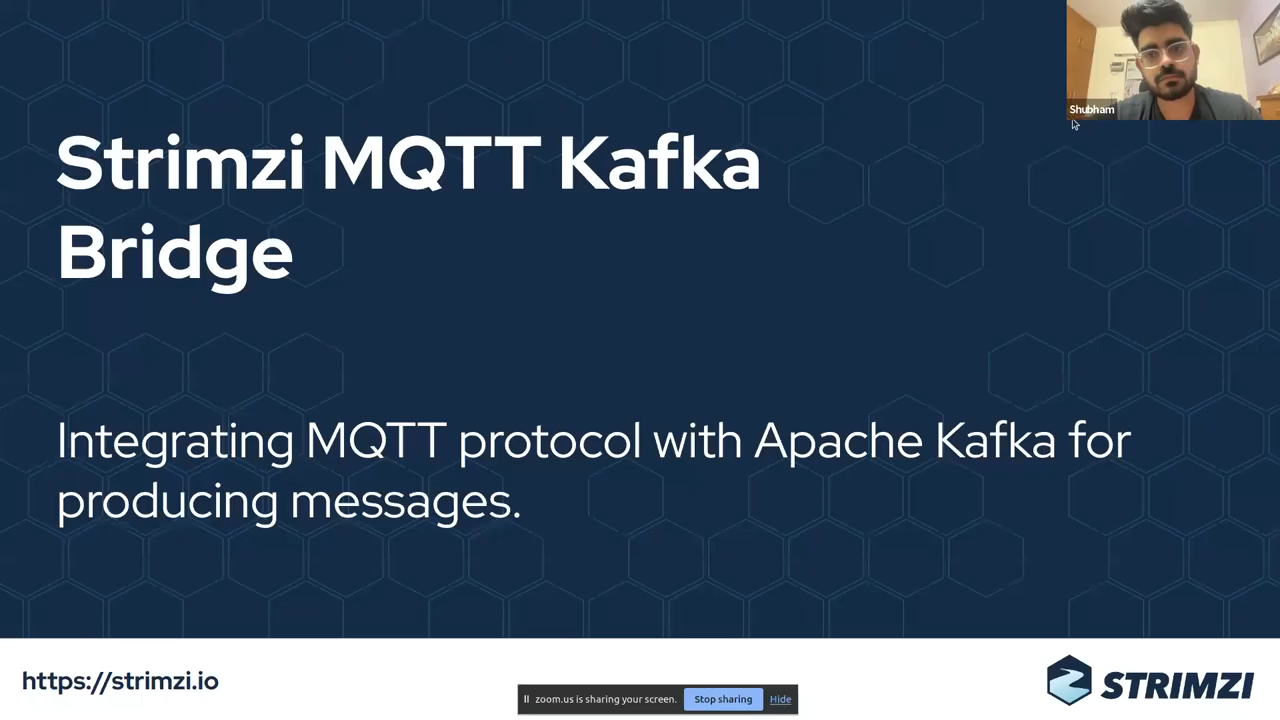 Shubham
Strimzi MQTT Kafka
Bridge
Integrating MQTT protocol with Apache Kafka for
producing messages.
https://strimzi.io
zoom.us is sharing your screen. Stop sharing Hide
STRIMZI